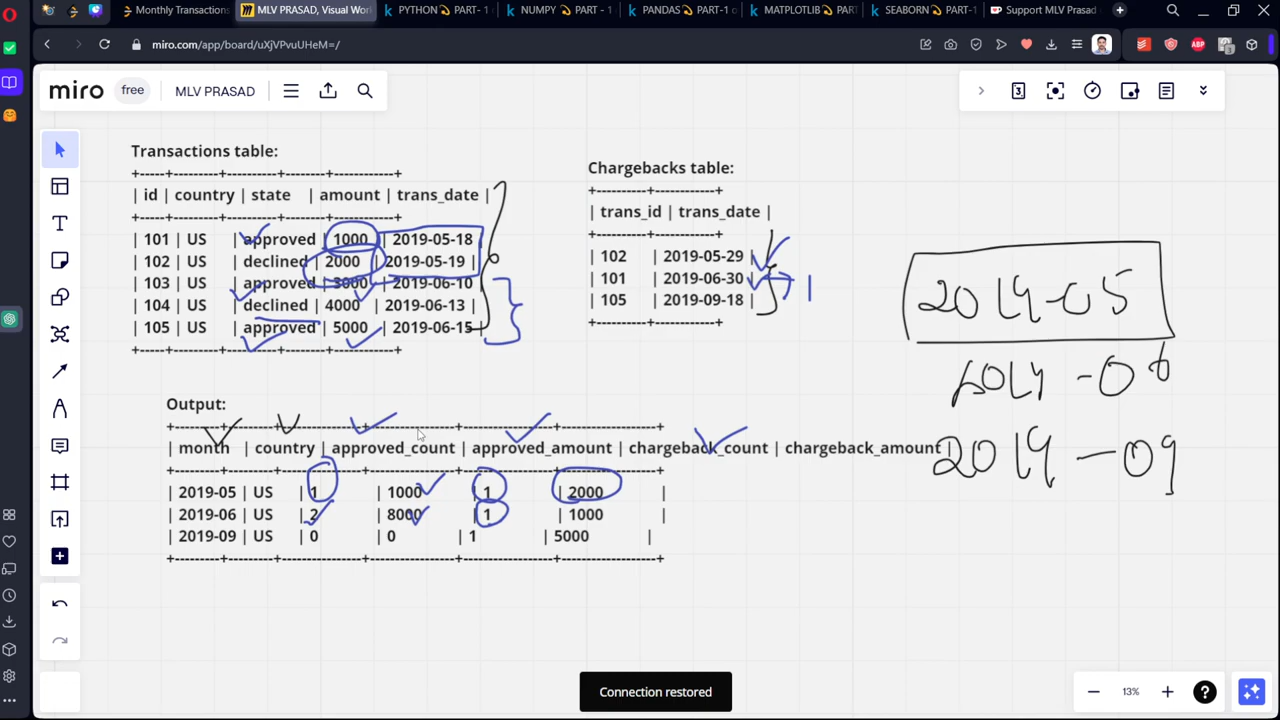 Monthly Transactions
MLV PRASAD, Visual Work
PYTHON PART- 1
NUMPY PART - 1
PANDAS PART-1 o
MATPLOTLIB PART
SEABORN PART-1
Support MLV Prasad
miro.com/app/board/uXjVPvuUHeM=/
ABP
miro free MLV PRASAD
3
Transactions table:
+-----+---------+----------+--------+------------+
| id | country | state | amount | trans_date |
+-----+---------+----------+--------+------------+
| 101 | US | approved | 1000 | 2019-05-18
| 102 | US | declined | 2000 | 2019-05-19 |
| 103 | US | approved | 3000 | 2019-06-10
| 104 | US | declined | 4000 | 2019-06-13
| 105 | US | approved | 5000 | 2019-06-15 |
+-----+---------+----------+--------+------------+
Chargebacks table:
+----------+------------+
| trans_id | trans_date |
+----------+------------+
| 102 | 2019-05-29 |
| 101 | 2019-06-30 |
| 105 | 2019-09-18 |
+----------+------------+
1
2019-05
2019-06
2019-09
Output:
+---------+---------+----------------+-----------------+------------------+-------------------+
| month | country | approved_count | approved_amount | chargeback_count | chargeback_amount |
+---------+---------+----------------+-----------------+------------------+-------------------+
| 2019-05 | US | 1 | 1000 | 1 | 2000 |
| 2019-06 | US | 2 | 8000 | 1 | 1000 |
| 2019-09 | US | 0 | 0 | 1 | 5000 |
+---------+---------+----------------+-----------------+------------------+-------------------+
Connection restored
13%